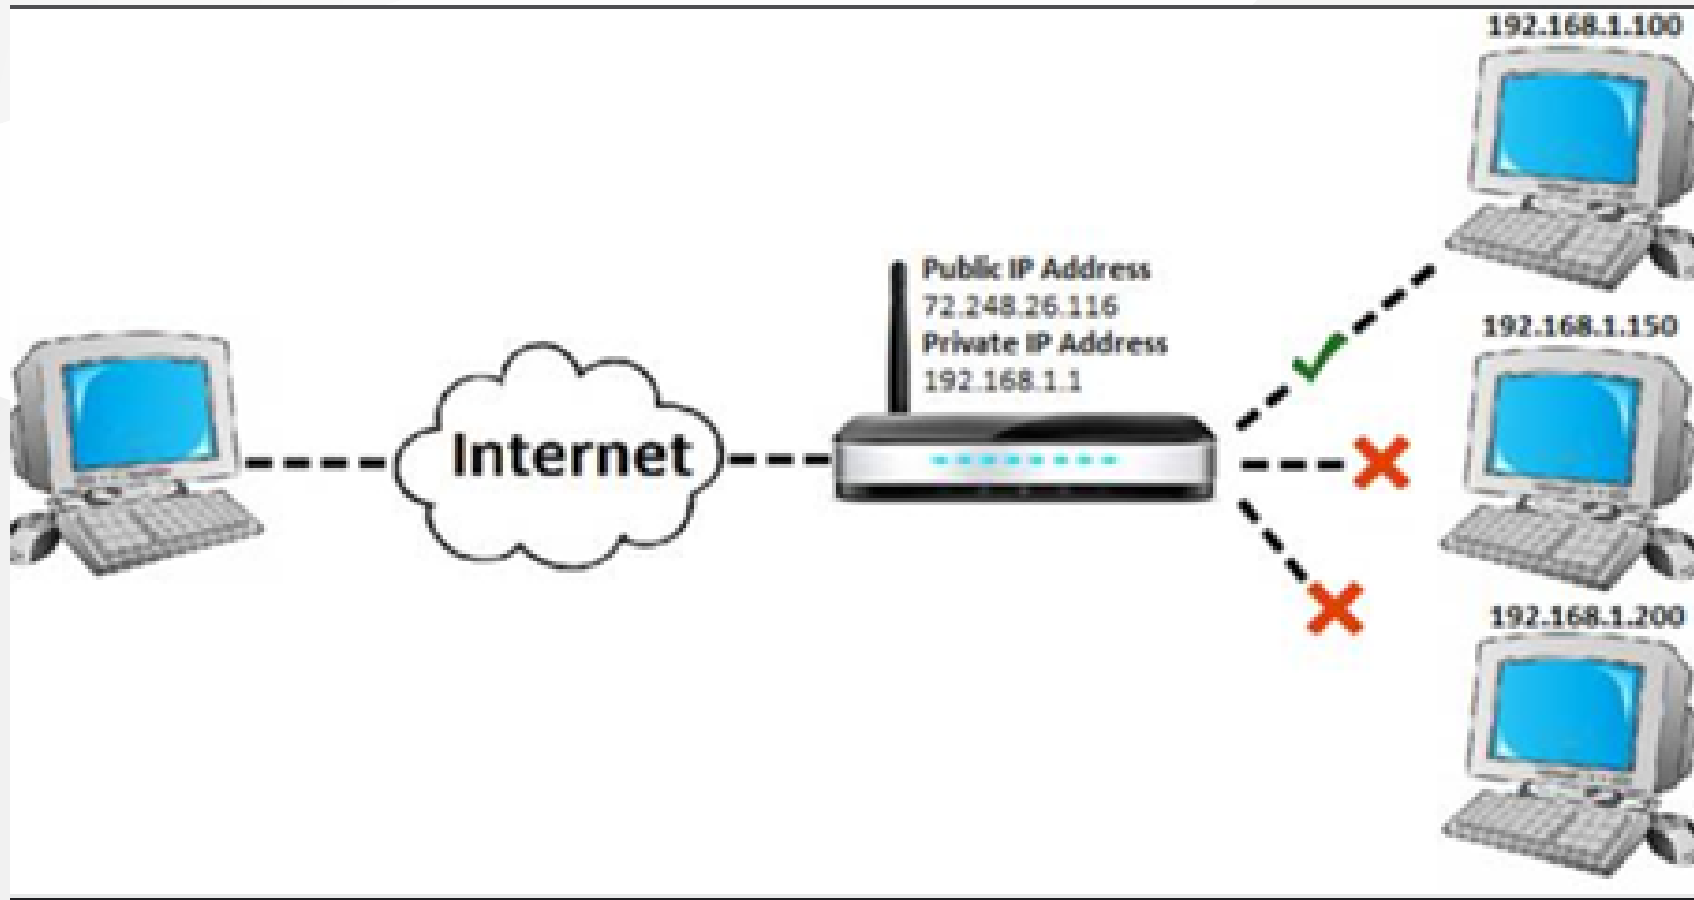 192.168.1.100
Public IP Address
72.248.26.116
Private IP Address
192.168.1.1
192.168.1.150
Internet
192.168.1.200